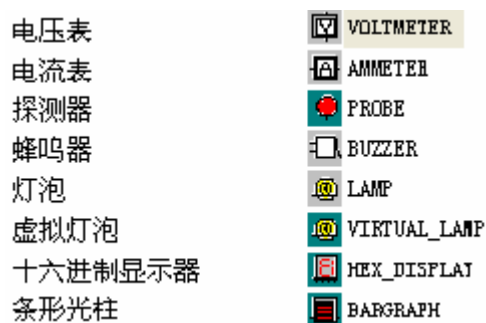 电压表 VOLTMETER
电流表 AMMETER
探测器 PROBE
蜂鸣器 BUZZER
灯泡 LAMP
虚拟灯泡 VIRTUAL_LAMP
十六进制显示器 HEX_DISPLAY
条形光柱 BARGRAPH